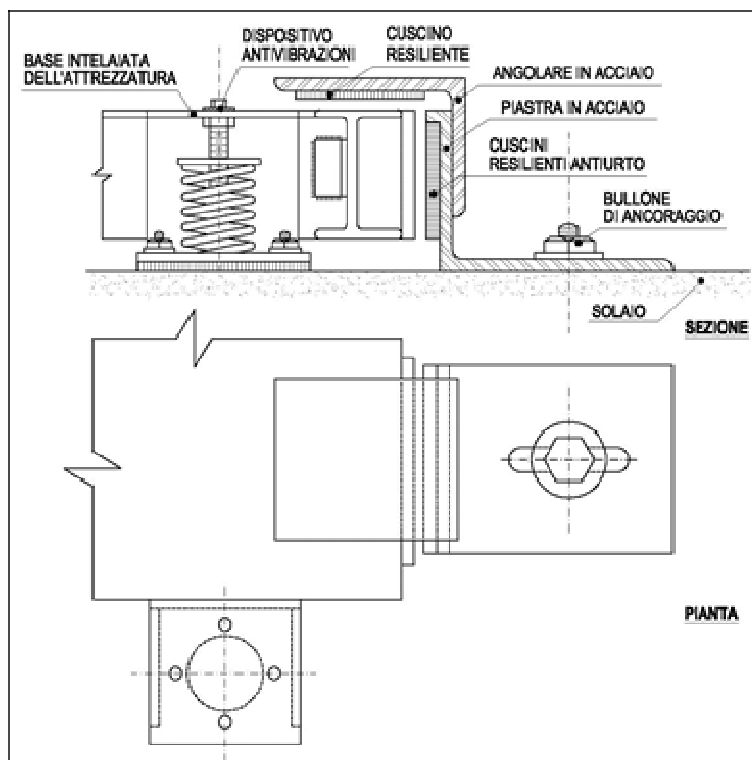 DISPOSITIVO
ANTIVIBRAZIONI
CUSCINO
RESILIENTE
BASE INTELAIATA
DELL'ATTREZZATURA
ANGOLARE IN ACCIAIO
PIASTRA IN ACCIAIO
CUSCINI
RESILIENTI ANTIURTO
BULLONE
DI ANCORAGGIO
SOLAIO
SEZIONE
PIANTA